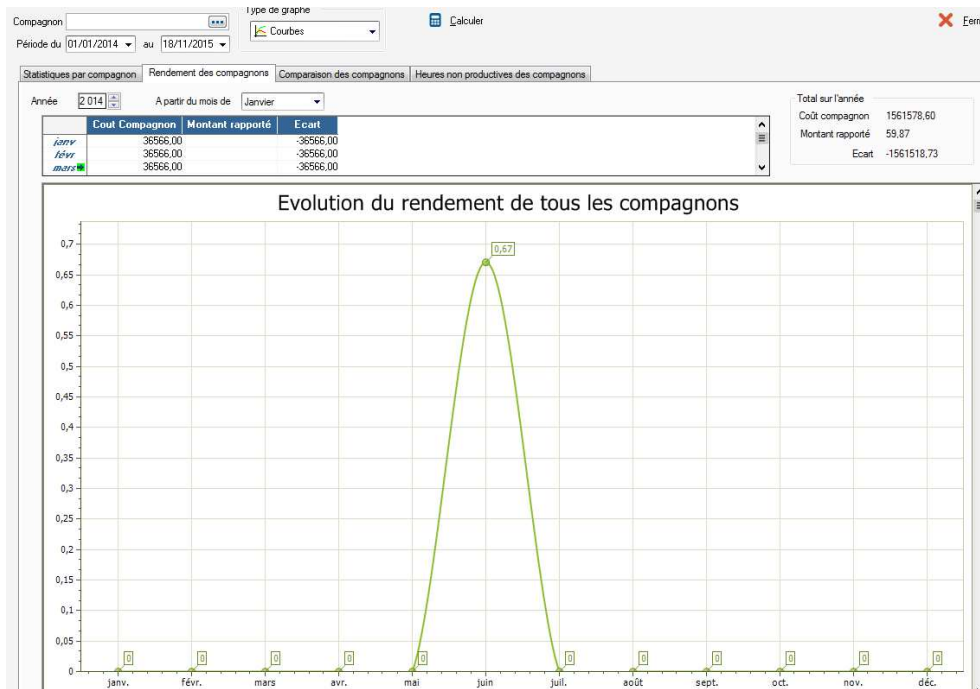 Compagnon
Type de graphe
Courbes
Calculer
Période du 01/01/2014 au 18/11/2015
Statistiques par compagnon Rendement des compagnons Comparaison des compagnons Heures non productives des compagnons
Année 2 014 A partir du mois de Janvier
Total sur l'année
Coût compagnon 1561578,60
Montant rapporté 59,87
Ecart -1561518,73
Cout Compagnon Montant rapporté Ecart
janv 36566,00 -36566,00
févr 36566,00 -36566,00
mars 36566,00 -36566,00
Evolution du rendement de tous les compagnons
0,7
0,67
0,65
0,6
0,55
0,5
0,45
0,4
0,35
0,3
0,25
0,2
0,15
0,1
0,05
0 0 0 0 0 0 0 0 0 0 0
0
janv. févr. mars avr. mai juin juil. août sept. oct. nov. déc.